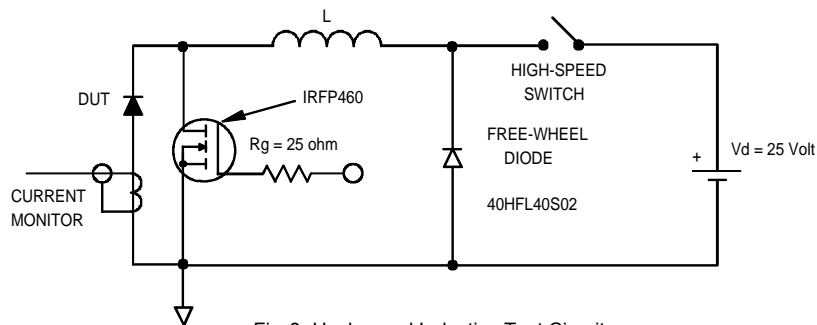 L
HIGH-SPEED
SWITCH
DUT
IRFP460
Rg = 25 ohm
FREE-WHEEL
DIODE
40HFL40S02
+
Vd = 25 Volt
CURRENT
MONITOR